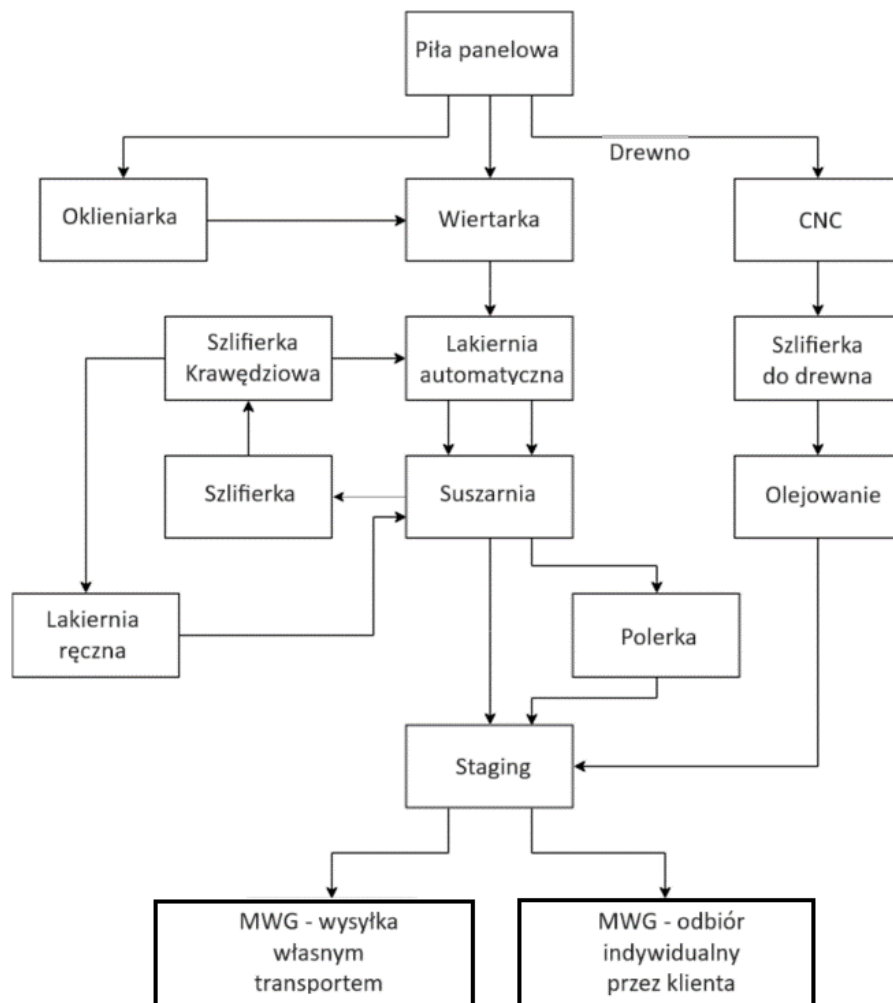 Piła panelowa
Drewno
Okleiniarka
Wiertarka
CNC
Szlifierka
Krawędziowa
Lakiernia
automatyczna
Szlifierka
do drewna
Szlifierka
Suszarnia
Olejowanie
Lakiernia
ręczna
Polerka
Staging
MWG - wysyłka
własnym
transportem
MWG - odbiór
indywidualny
przez klienta